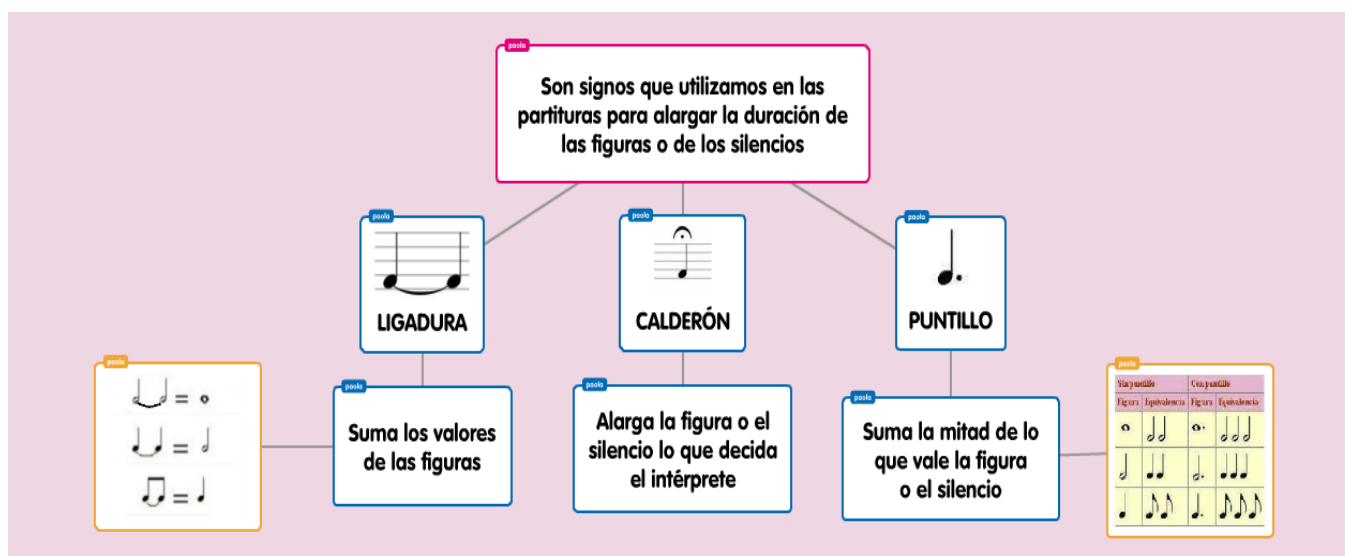 paola
Son signos que utilizamos en las
partituras para alargar la duración de
las figuras o de los silencios
paola
LIGADURA
paola
CALDERÓN
paola
PUNTILLO
paola
=
=
=
paola
Suma los valores
de las figuras
paola
Alarga la figura o el
silencio lo que decida
el intérprete
paola
Suma la mitad de lo
que vale la figura
o el silencio
paola
Sin puntillo Con puntillo
Figura Equivalencia Figura Equivalencia